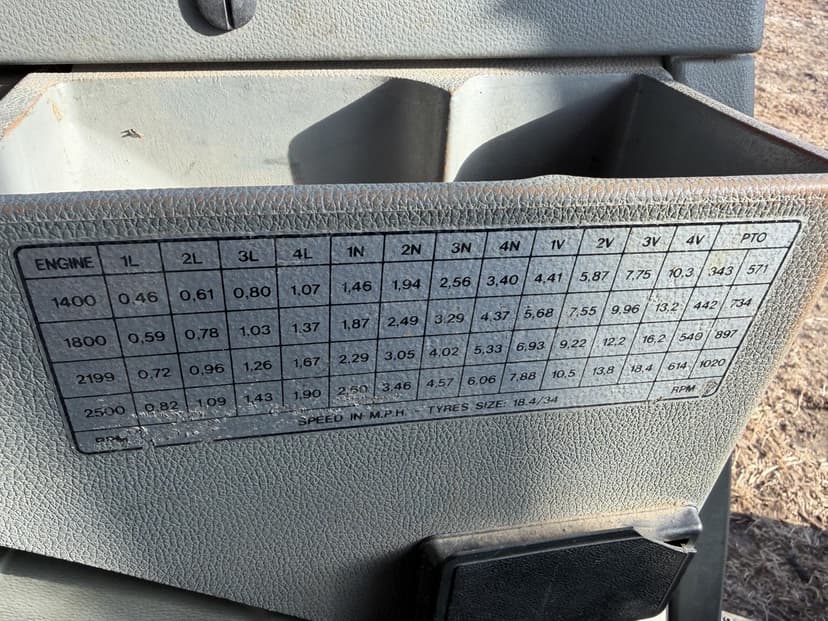 ENGINE 1L 2L 3L 4L 1N 2N 3N 4N 1V 2V 3V 4V PTO
1400 0,46 0,61 0,80 1,07 1,46 1,94 2,56 3,40 4,41 5,87 7,75 10,3 343 571
1800 0,59 0,78 1,03 1,37 1,87 2,49 3,29 4,37 5,68 7,55 9,96 13,2 442 734
2199 0,72 0,96 1,26 1,67 2,29 3,05 4,02 5,33 6,93 9,22 12,2 16,2 540 897
2500 0,82 1,09 1,43 1,90 2,60 3,46 4,57 6,06 7,88 10,5 13,8 18,4 614 1020
RPM SPEED IN M.P.H. - TYRES SIZE: 18.4/34 RPM